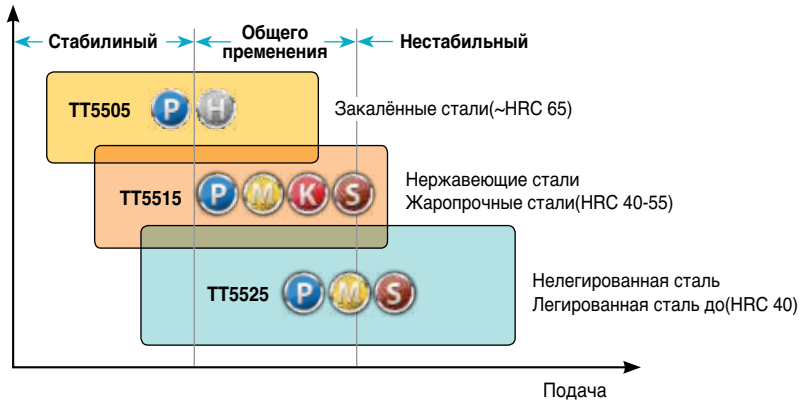 Стабилиный
Общего
пременения
Нестабильный
TT5505 P H
Закалённые стали(~HRC 65)
TT5515 P M K S
Нержавеющие стали
Жаропрочные стали(HRC 40-55)
TT5525 P M S
Нелегированная сталь
Легированная сталь до(HRC 40)
Подача